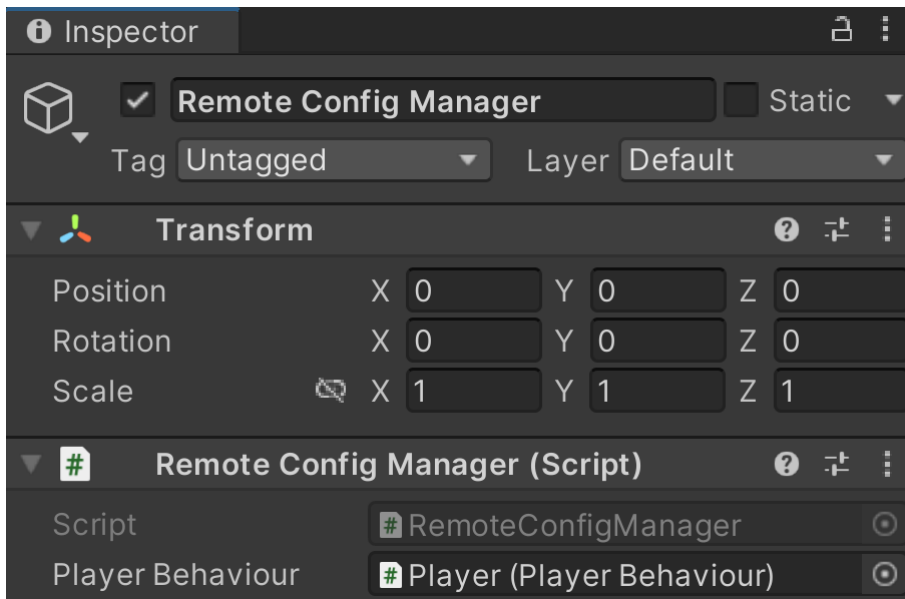 Inspector
Remote Config Manager Static
Tag Untagged Layer Default
Transform
Position X 0 Y 0 Z 0
Rotation X 0 Y 0 Z 0
Scale X 1 Y 1 Z 1
# Remote Config Manager (Script)
Script # RemoteConfigManager
Player Behaviour # Player (Player Behaviour)